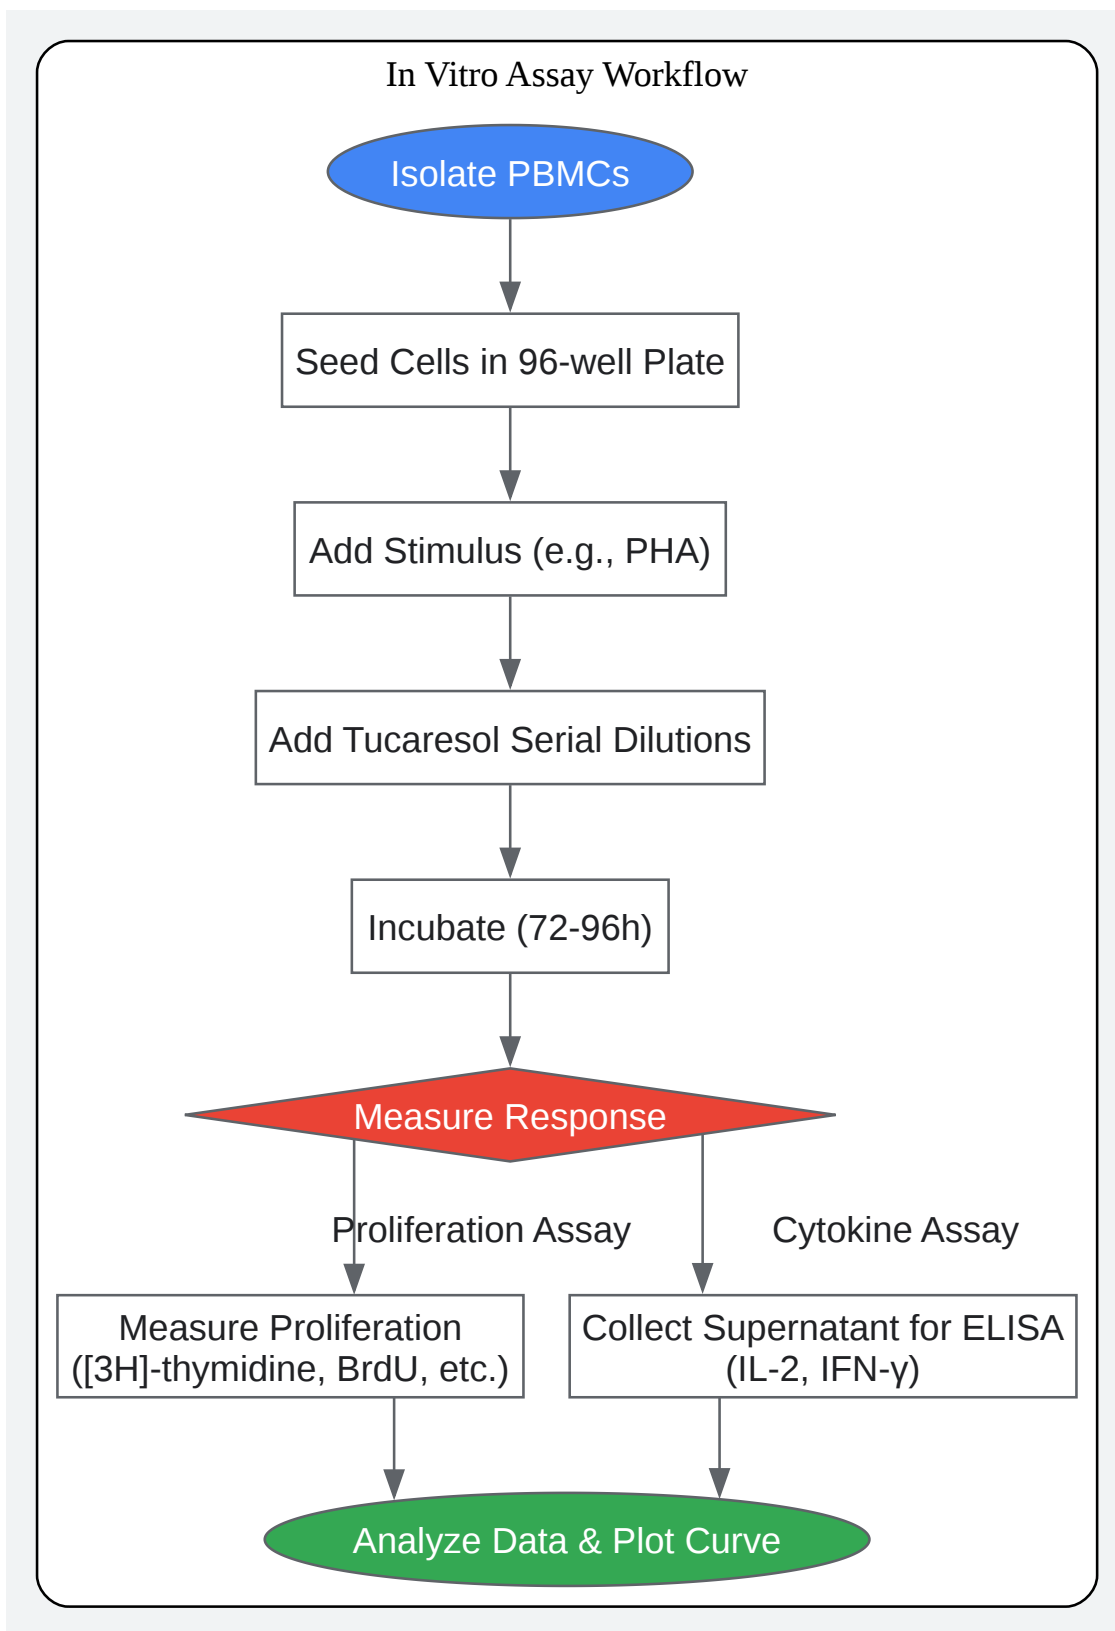 In Vitro Assay Workflow
Isolate PBMCs
Seed Cells in 96-well Plate
Add Stimulus (e.g., PHA)
Add Tucaresol Serial Dilutions
Incubate (72-96h)
Measure Response
Proliferation Assay
Cytokine Assay
Measure Proliferation
([3H]-thymidine, BrdU, etc.)
Collect Supernatant for ELISA
(IL-2, IFN-γ)
Analyze Data & Plot Curve